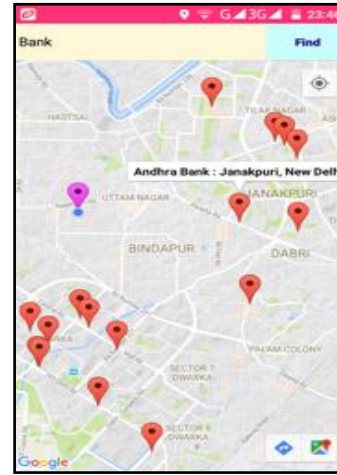 G 3G 23:46
Bank Find
HASTSAL
TILAK NAGAR
Andhra Bank : Janakpuri, New Delh
JANAKPURI
UTTAM NAGAR
BINDAPUR
DABRI
PALAM COLONY
SECTOR 7
DWARKA
SECTOR 6
DWARKA
Google